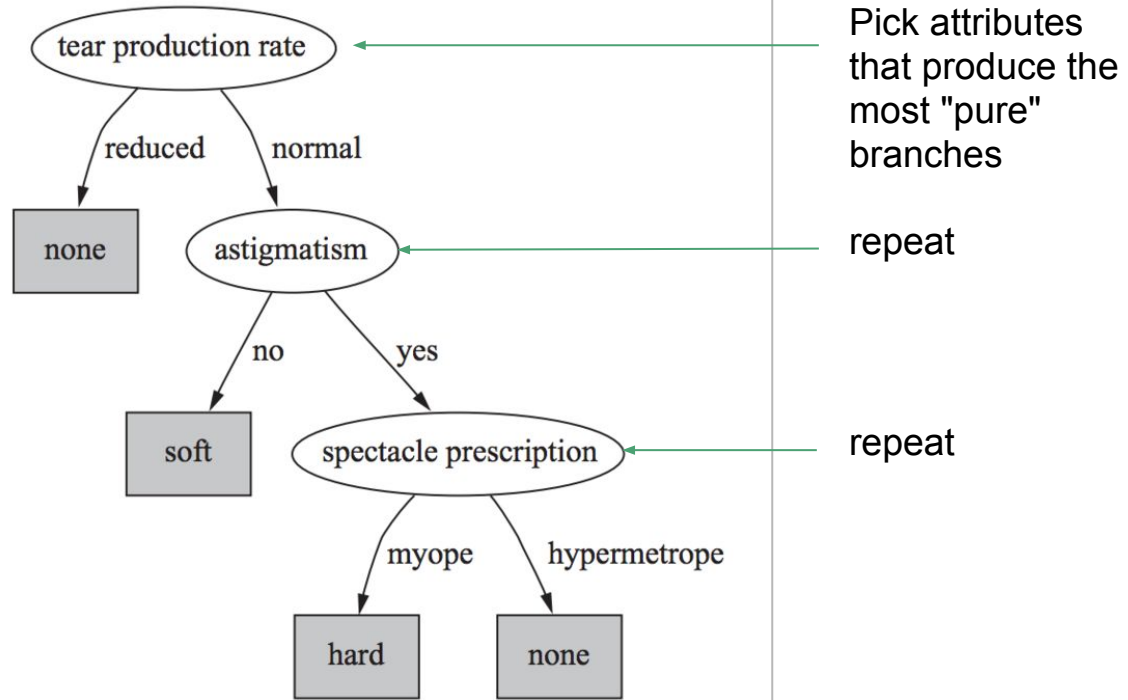 tear production rate
Pick attributes
that produce the
most "pure"
branches
reduced
normal
none
astigmatism
repeat
no
yes
soft
spectacle prescription
repeat
myope
hypermetrope
hard
none